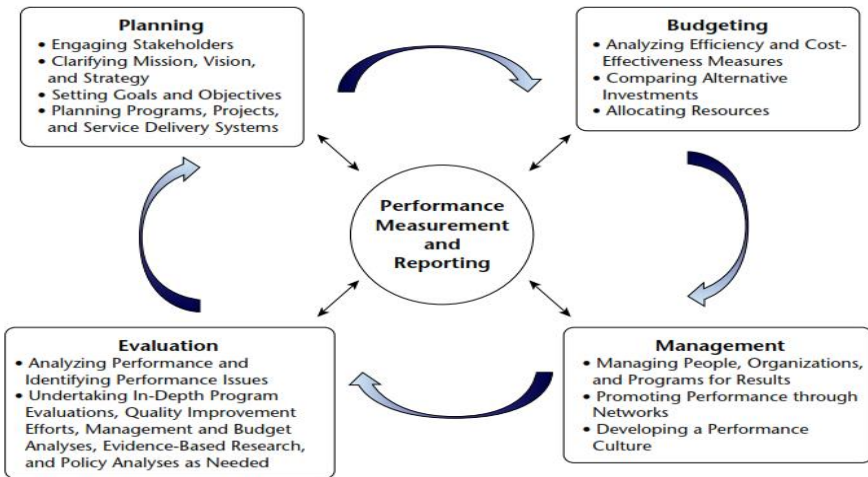 Planning
• Engaging Stakeholders
• Clarifying Mission, Vision,
and Strategy
• Setting Goals and Objectives
• Planning Programs, Projects,
and Service Delivery Systems
Budgeting
• Analyzing Efficiency and Cost-
Effectiveness Measures
• Comparing Alternative
Investments
• Allocating Resources
Performance
Measurement
and
Reporting
Evaluation
• Analyzing Performance and
Identifying Performance Issues
• Undertaking In-Depth Program
Evaluations, Quality Improvement
Efforts, Management and Budget
Analyses, Evidence-Based Research,
and Policy Analyses as Needed
Management
• Managing People, Organizations,
and Programs for Results
• Promoting Performance through
Networks
• Developing a Performance
Culture